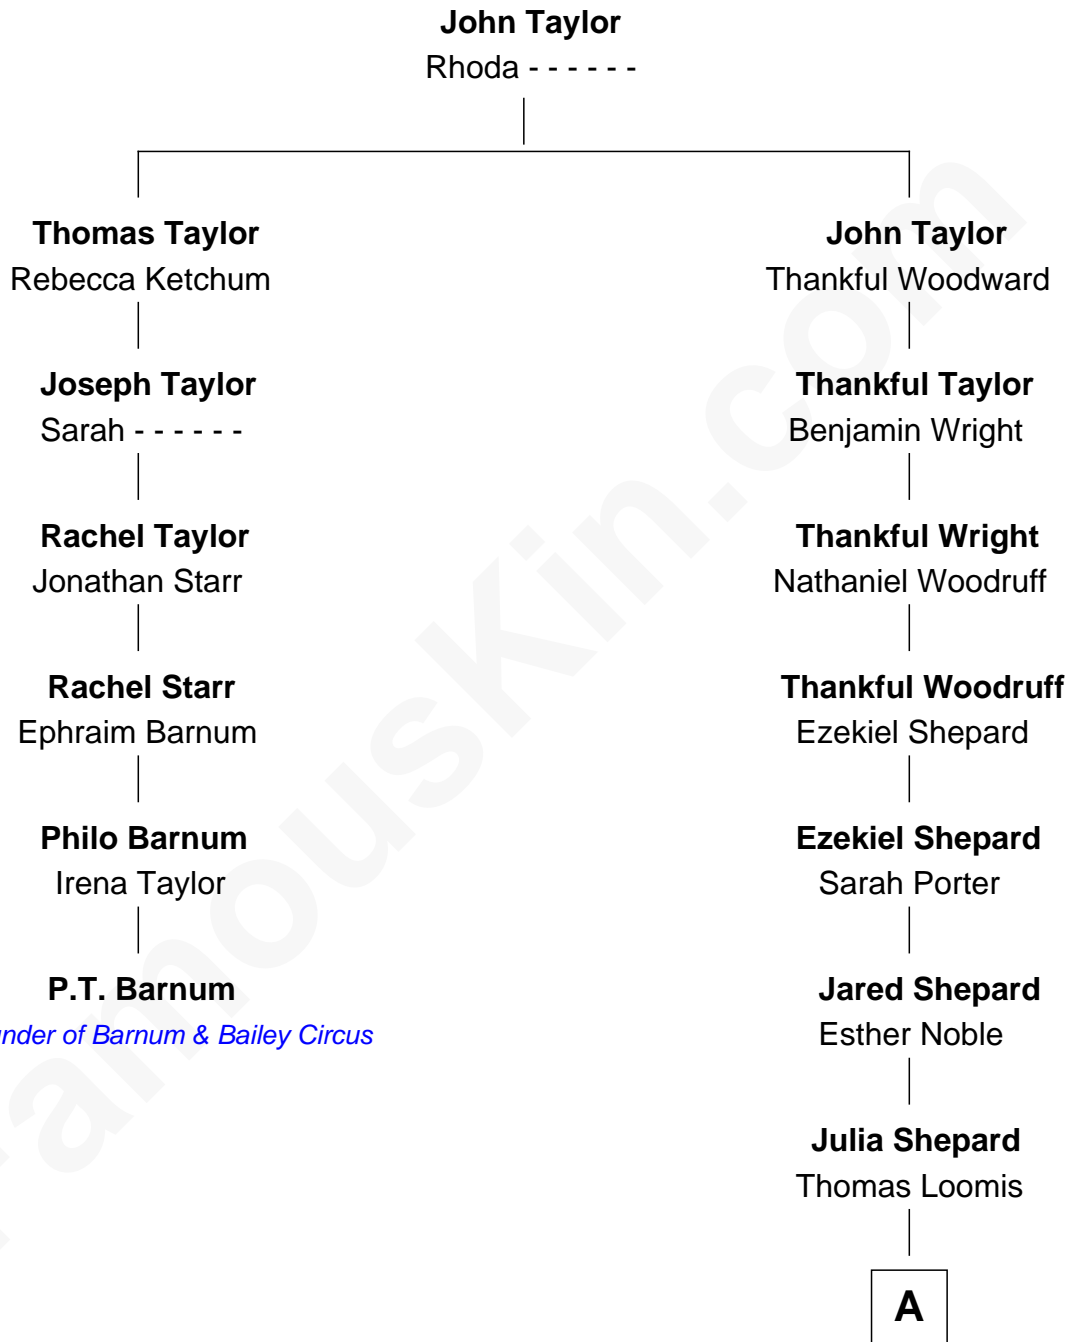 John Taylor
Rhoda - - - - - -
Thomas Taylor
Rebecca Ketchum
John Taylor
Thankful Woodward
Joseph Taylor
Sarah - - - - - -
Thankful Taylor
Benjamin Wright
Rachel Taylor
Jonathan Starr
Thankful Wright
Nathaniel Woodruff
Rachel Starr
Ephraim Barnum
Thankful Woodruff
Ezekiel Shepard
Philo Barnum
Irena Taylor
Ezekiel Shepard
Sarah Porter
P.T. Barnum
of Barnum & Bailey Circus
Jared Shepard
Esther Noble
Julia Shepard
Thomas Loomis
A
FamousKin.com